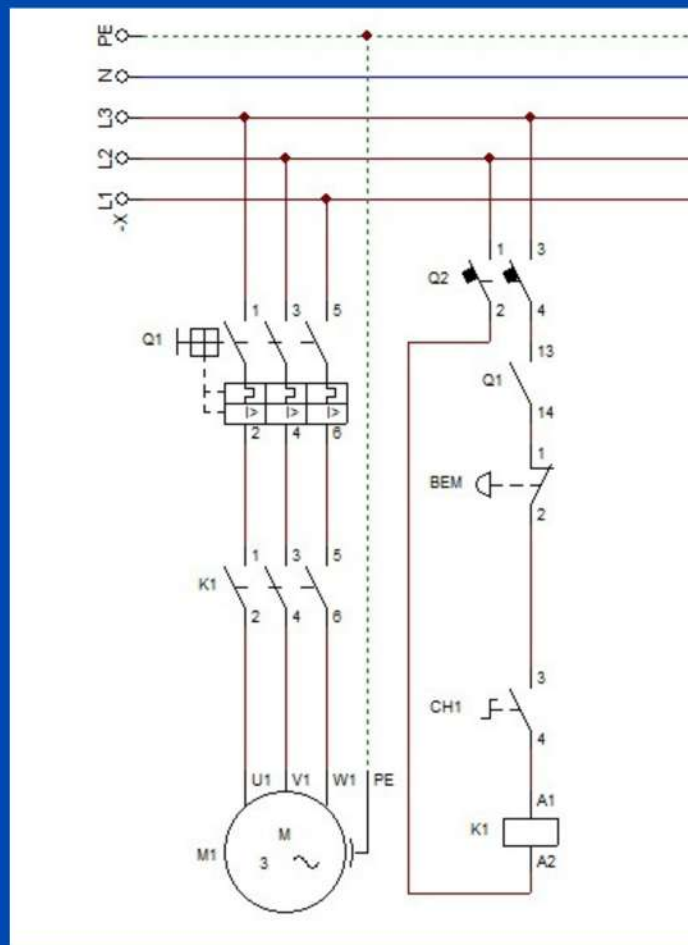 PE
N
L3
L2
L1
-X
1 3
Q2
2 4
1 3 5
Q1
I> I> I>
2 4 6
13
Q1
14
1
BEM
2
1 3 5
K1
2 4 6
3
CH1
4
U1 V1 W1 PE
A1
K1
A2
M1
M
3